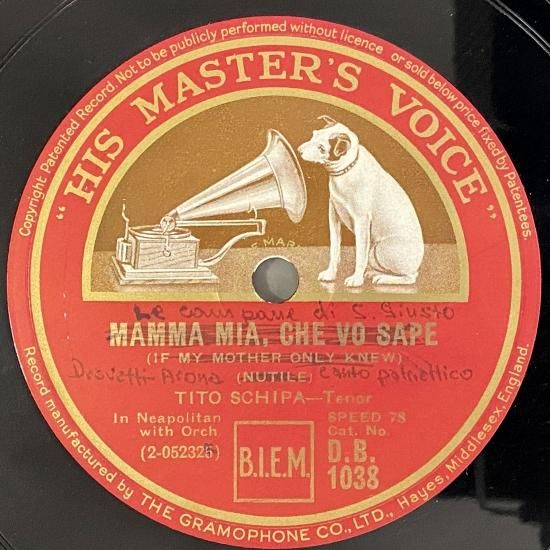 Copyright Patented Record. Not to be publicly performed without licence or sold below price fixed by Patentees.
"HIS MASTER'S VOICE"
E MARK
Le campane di S. Giusto
MAMMA MIA, CHE VO SAPE
(IF MY MOTHER ONLY KNEW)
Drovetti-Arona canto patriottico
(NUTILE)
TITO SCHIPA—Tenor
In Neapolitan
with Orch.
(2-052325)
B.I.E.M.
SPEED 78
Cat. No.
D.B.
1038
Record manufactured by THE GRAMOPHONE CO., LTD., Hayes, Middlesex, England.